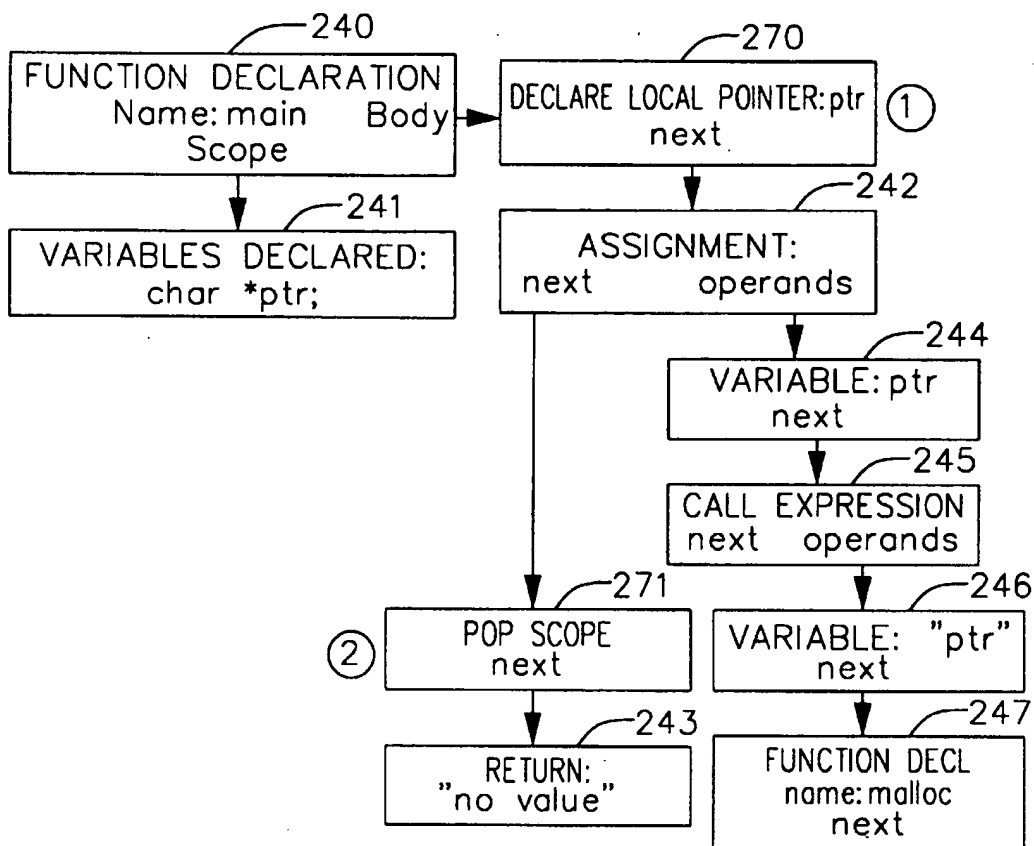 240
FUNCTION DECLARATION
Name: main Body
Scope
270
DECLARE LOCAL POINTER: ptr
next
1
241
VARIABLES DECLARED:
char *ptr;
242
ASSIGNMENT:
next operands
244
VARIABLE: ptr
next
245
CALL EXPRESSION
next operands
271
POP SCOPE
next
2
246
VARIABLE: "ptr"
next
243
RETURN:
"no value"
247
FUNCTION DECL
name: malloc
next